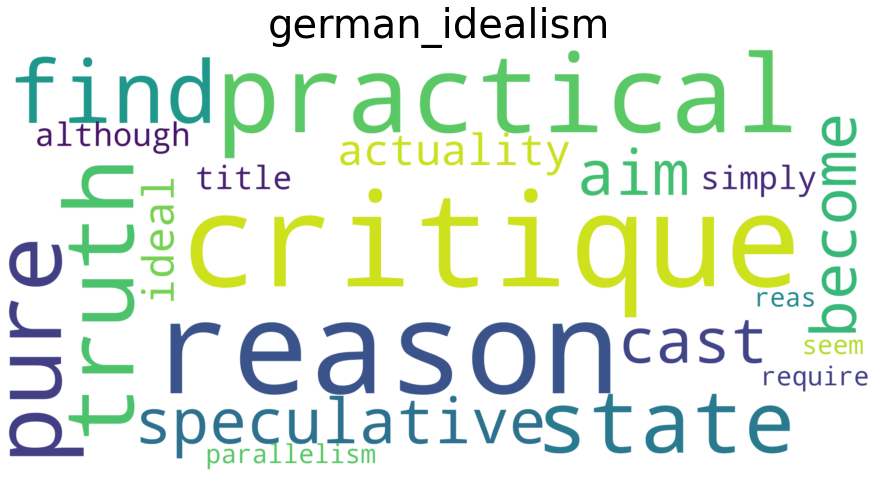 german_idealism
find
practical
although
actuality
title
aim
simply
become
truth
ideal
critique
pure
reas
reason
cast
seem
require
speculative
state
parallelism